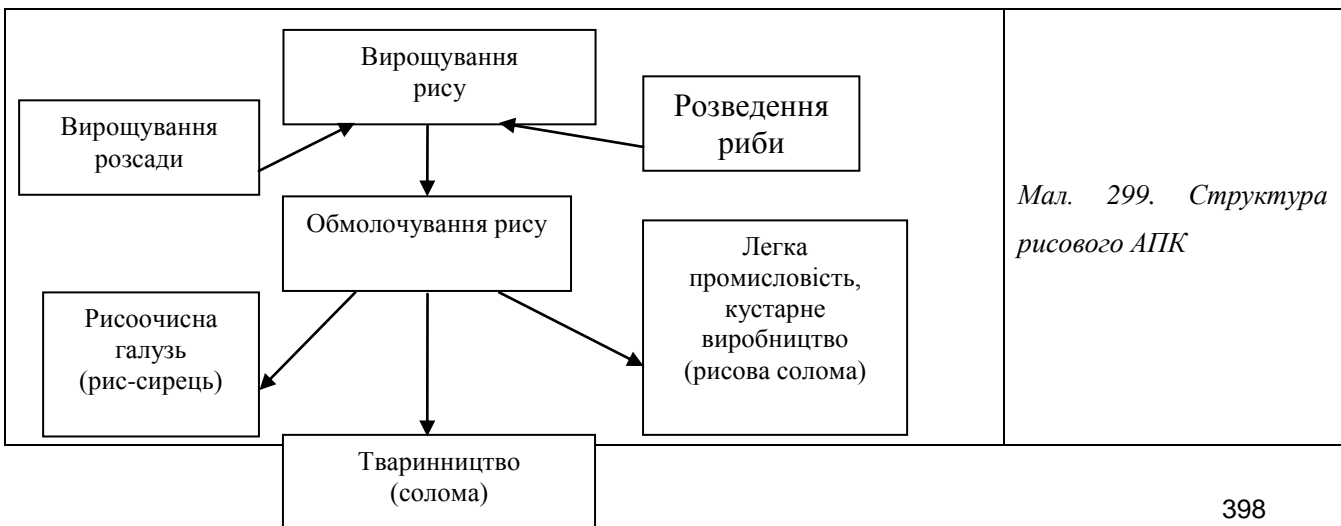 Вирощування
рису
Розведення
риби
Вирощування
розсади
Обмолочування рису
Легка
промисловість,
кустарне
виробництво
(рисова солома)
Рисоочисна
галузь
(рис-сирець)
Тваринництво
(солома)
Мал. 299. Структура
рисового АПК
398